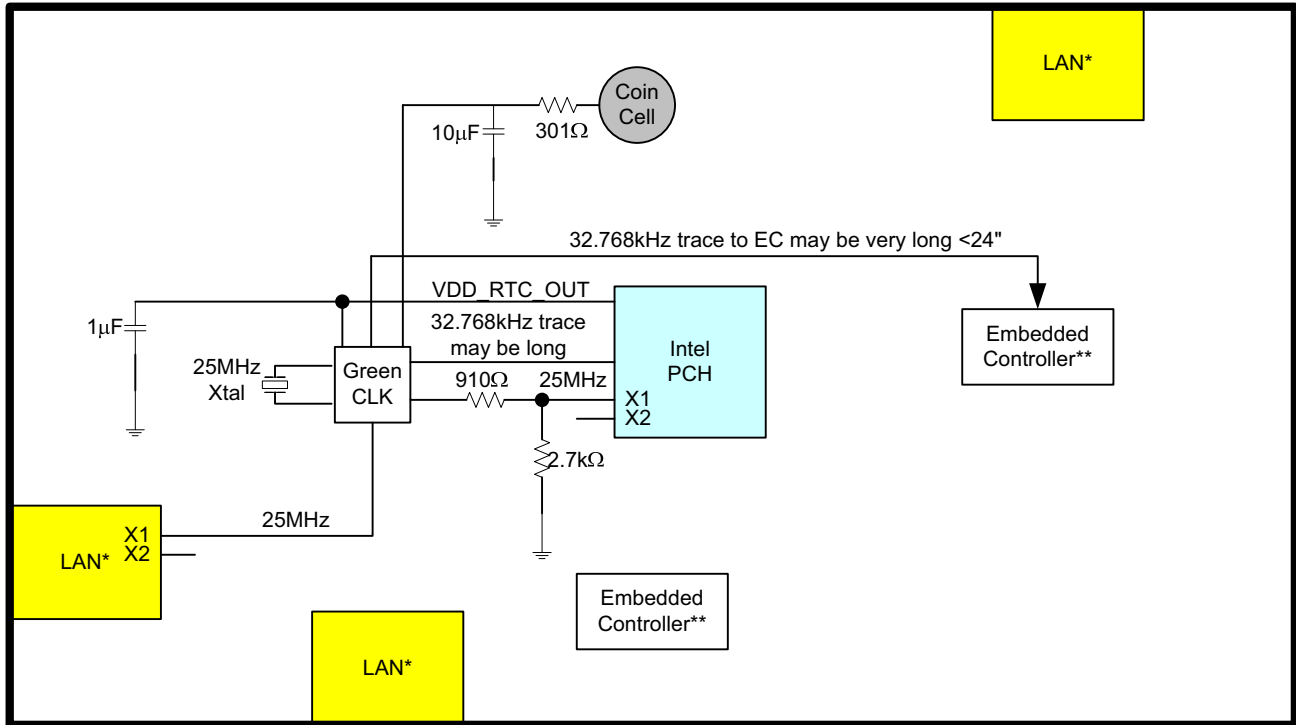 LAN*
Coin
Cell
10μF
301Ω
32.768kHz trace to EC may be very long <24"
VDD_RTC_OUT
1μF
32.768kHz trace
may be long
Embedded
Controller**
Intel
PCH
25MHz
Xtal
Green
CLK
910Ω
25MHz
X1
X2
2.7kΩ
25MHz
X1
X2
LAN*
Embedded
Controller**
LAN*